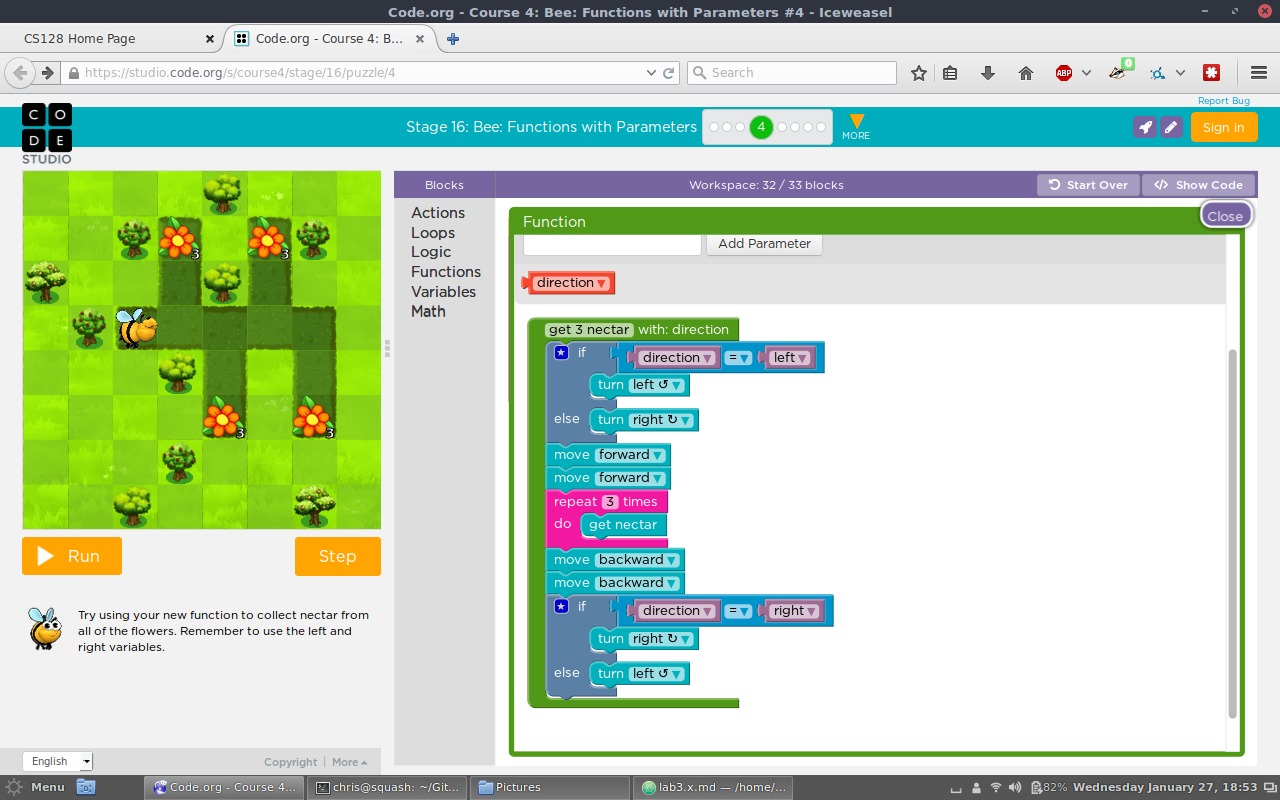 Code.org - Course 4: Bee: Functions with Parameters #4 - Iceweasel
CS128 Home Page
Code.org - Course 4: B...
https://studio.code.org/s/course4/stage/16/puzzle/4
Search
ABP
0
Report Bug
C O
D E
STUDIO
Stage 16: Bee: Functions with Parameters
4
MORE
Sign in
Blocks
Workspace: 32 / 33 blocks
Start Over
</> Show Code
Actions
Loops
Logic
Functions
Variables
Math
Function
Close
Add Parameter
direction
get 3 nectar with: direction
if direction = left
turn left ↺
else turn right ↻
move forward
move forward
repeat 3 times
do get nectar
move backward
move backward
if direction = right
turn right ↻
else turn left ↺
3
3
3
3
Run
Step
Try using your new function to collect nectar from
all of the flowers. Remember to use the left and
right variables.
English
Copyright | More
Menu
Code.org - Course 4...
chris@squash: ~/Git...
Pictures
lab3.x.md — /home/...
82%
Wednesday January 27, 18:53